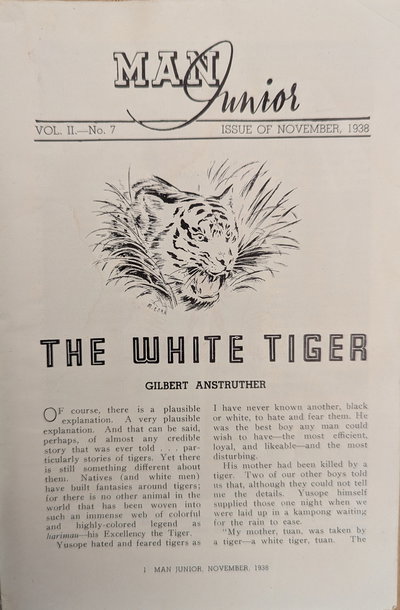 MAN Junior
VOL. II.—No. 7 ISSUE OF NOVEMBER, 1938
THE WHITE TIGER
GILBERT ANSTRUTHER
OF course, there is a plausible
explanation. A very plausible
explanation. And that can be said,
perhaps, of almost any credible
story that was ever told . . . par-
ticularly stories of tigers. Yet there
is still something different about
them. Natives (and white men)
have built fantasies around tigers;
for there is no other animal in the
world that has been woven into
such an immense web of colorful
and highly-colored legend as
hariman—his Excellency the Tiger.
Yusope hated and feared tigers as
I have never known another, black
or white, to hate and fear them. He
was the best boy any man could
wish to have—the most efficient,
loyal, and likeable—and the most
disturbing.
His mother had been killed by a
tiger. Two of our other boys told
us that, although they could not tell
me the details. Yusope himself
supplied those one night when we
were laid up in a kampong waiting
for the rain to ease.
"My mother, tuan, was taken by
a tiger—a white tiger, tuan. The
1 MAN JUNIOR, NOVEMBER, 1938